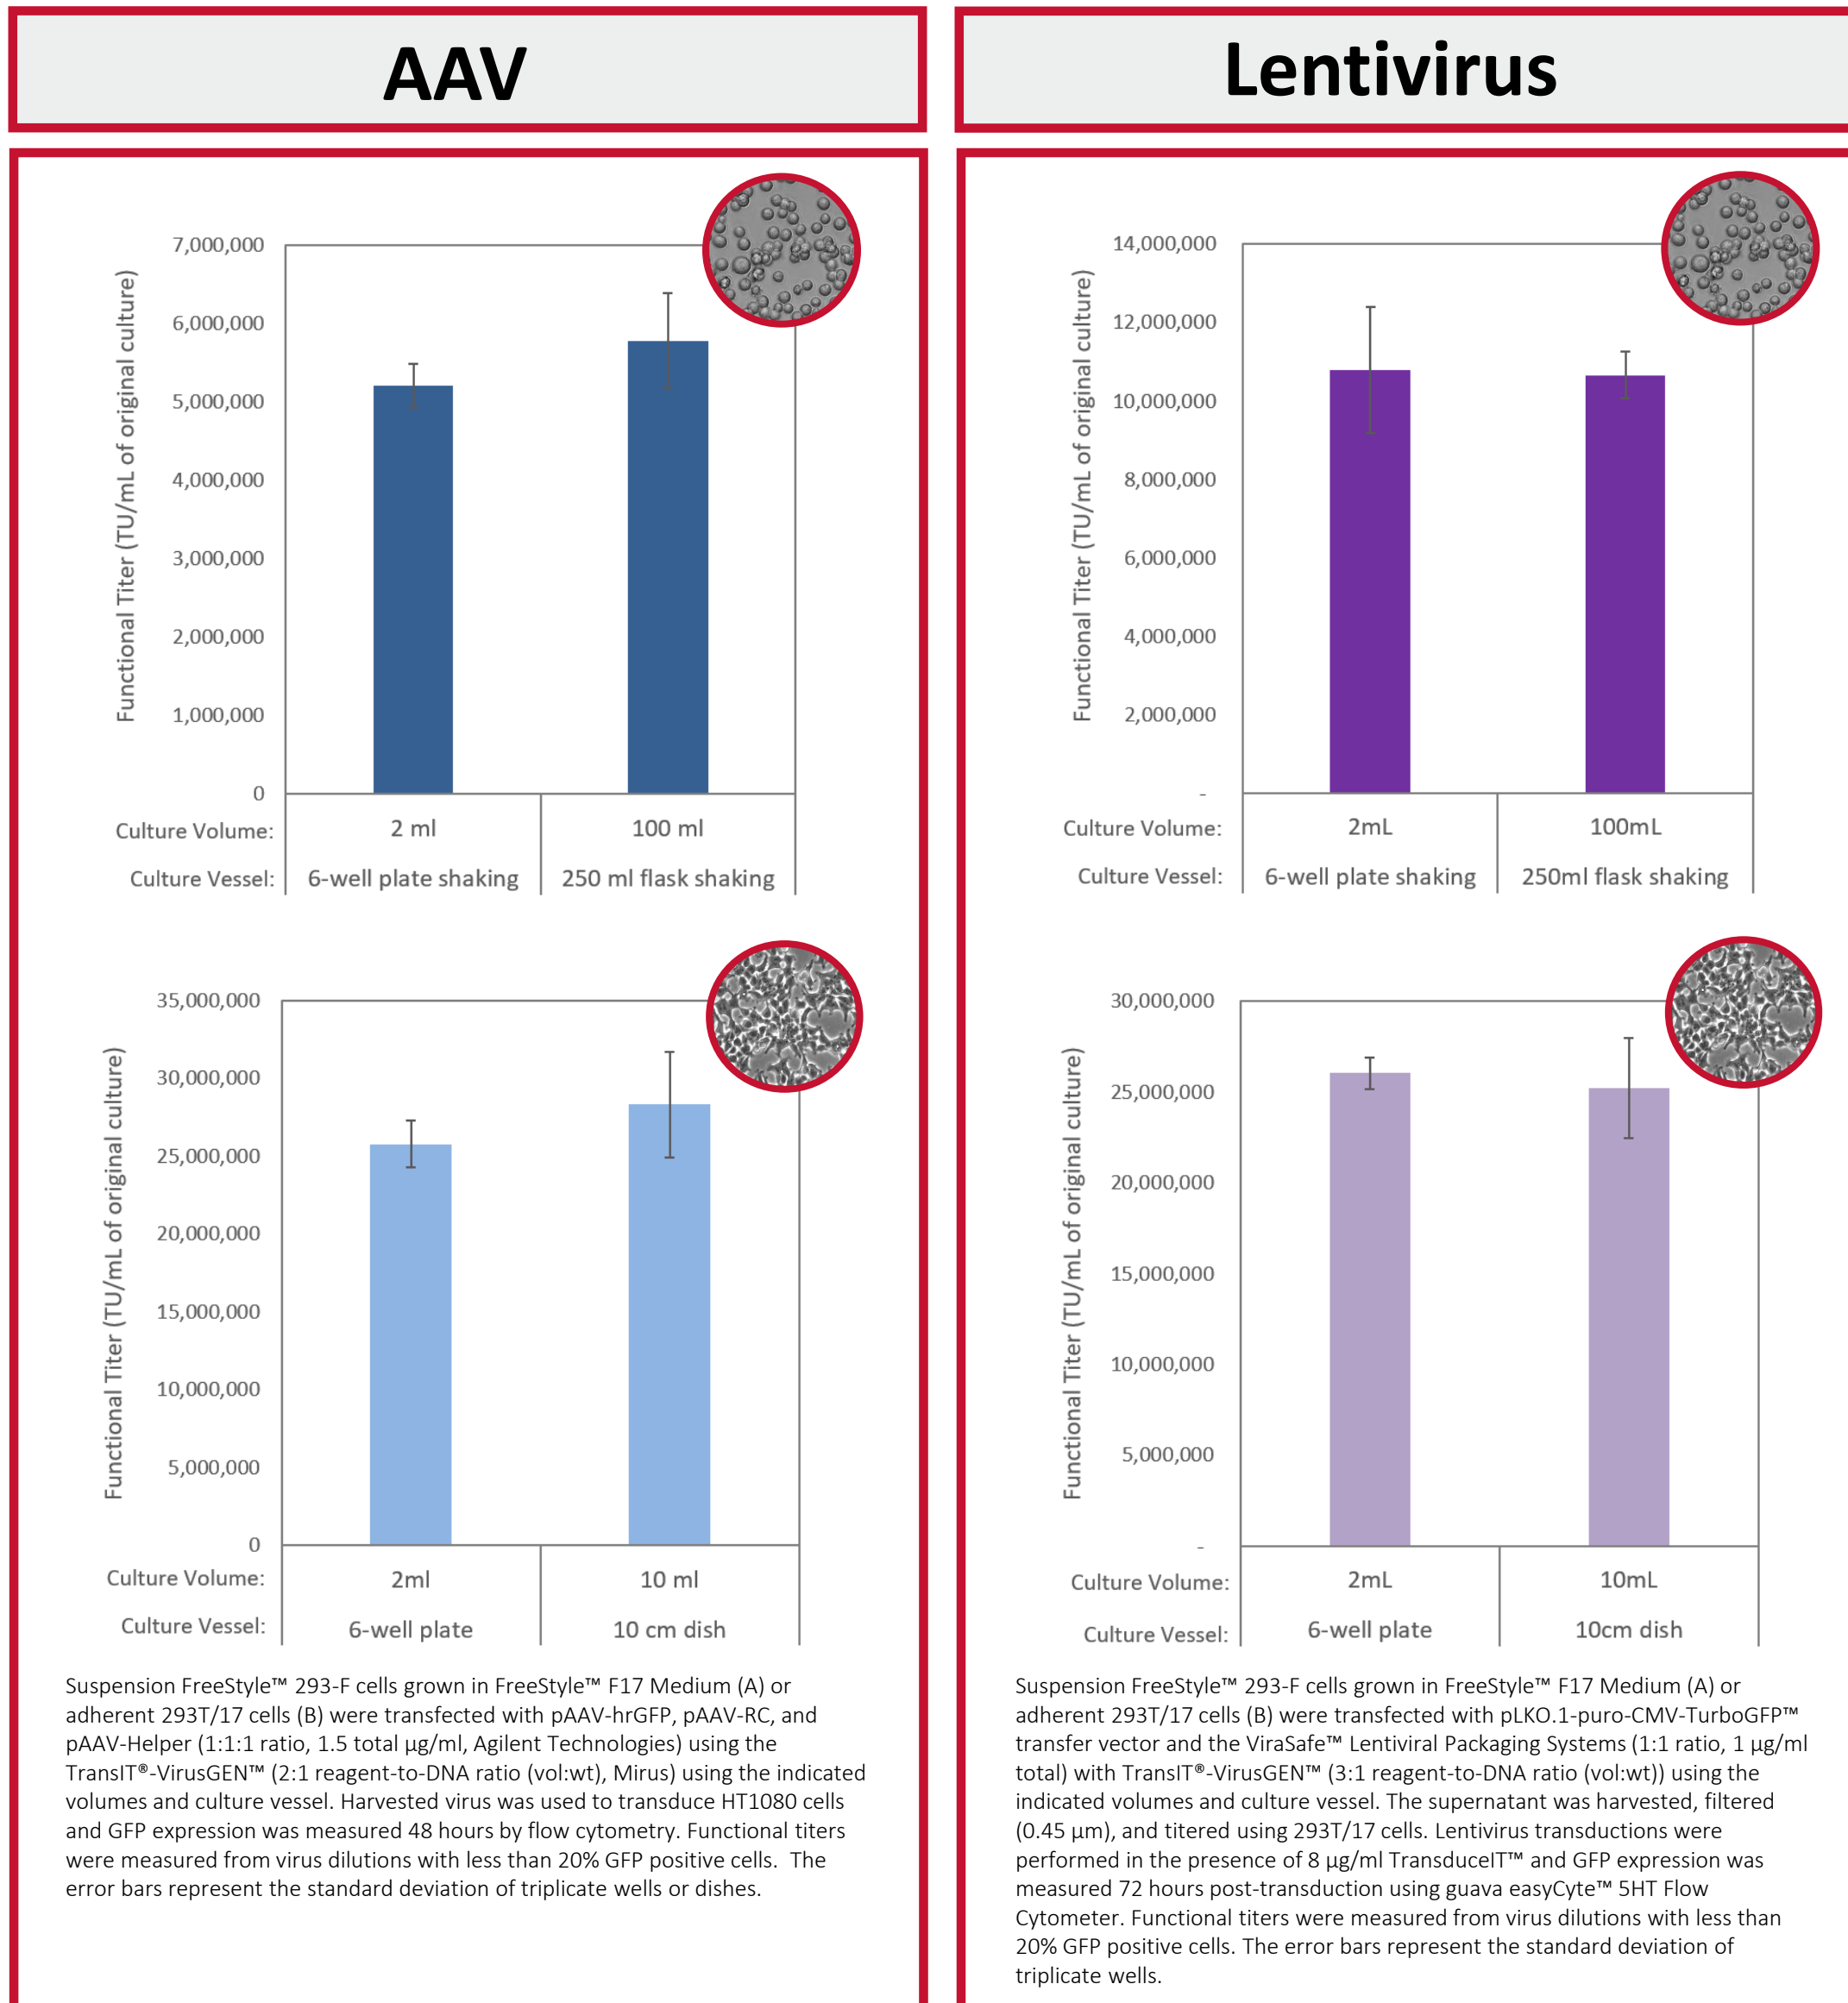 AAV
Functional Titer (TU/mL of original culture)
7,000,000
6,000,000
5,000,000
4,000,000
3,000,000
2,000,000
1,000,000
0
Culture Volume: 2 ml 100 ml
Culture Vessel: 6-well plate shaking 250 ml flask shaking
Functional Titer (TU/mL of original culture)
35,000,000
30,000,000
25,000,000
20,000,000
15,000,000
10,000,000
5,000,000
0
Culture Volume: 2ml 10 ml
Culture Vessel: 6-well plate 10 cm dish
Suspension FreeStyle™ 293-F cells grown in FreeStyle™ F17 Medium (A) or
adherent 293T/17 cells (B) were transfected with pAAV-hrGFP, pAAV-RC, and
pAAV-Helper (1:1:1 ratio, 1.5 total µg/ml, Agilent Technologies) using the
TransIT®-VirusGEN™ (2:1 reagent-to-DNA ratio (vol:wt), Mirus) using the indicated
volumes and culture vessel. Harvested virus was used to transduce HT1080 cells
and GFP expression was measured 48 hours by flow cytometry. Functional titers
were measured from virus dilutions with less than 20% GFP positive cells.  The
error bars represent the standard deviation of triplicate wells or dishes.
Lentivirus
Functional Titer (TU/mL of original culture)
14,000,000
12,000,000
10,000,000
8,000,000
6,000,000
4,000,000
2,000,000
-
Culture Volume: 2mL 100mL
Culture Vessel: 6-well plate shaking 250ml flask shaking
Functional Titer (TU/mL of original culture)
30,000,000
25,000,000
20,000,000
15,000,000
10,000,000
5,000,000
-
Culture Volume: 2mL 10mL
Culture Vessel: 6-well plate 10cm dish
Suspension FreeStyle™ 293-F cells grown in FreeStyle™ F17 Medium (A) or
adherent 293T/17 cells (B) were transfected with pLKO.1-puro-CMV-TurboGFP™
transfer vector and the ViraSafe™ Lentiviral Packaging Systems (1:1 ratio, 1 µg/ml
total) with TransIT®-VirusGEN™ (3:1 reagent-to-DNA ratio (vol:wt)) using the
indicated volumes and culture vessel. The supernatant was harvested, filtered
(0.45 µm), and titered using 293T/17 cells. Lentivirus transductions were
performed in the presence of 8 µg/ml TransduceIT™ and GFP expression was
measured 72 hours post-transduction using guava easyCyte™ 5HT Flow
Cytometer. Functional titers were measured from virus dilutions with less than
20% GFP positive cells. The error bars represent the standard deviation of
triplicate wells.